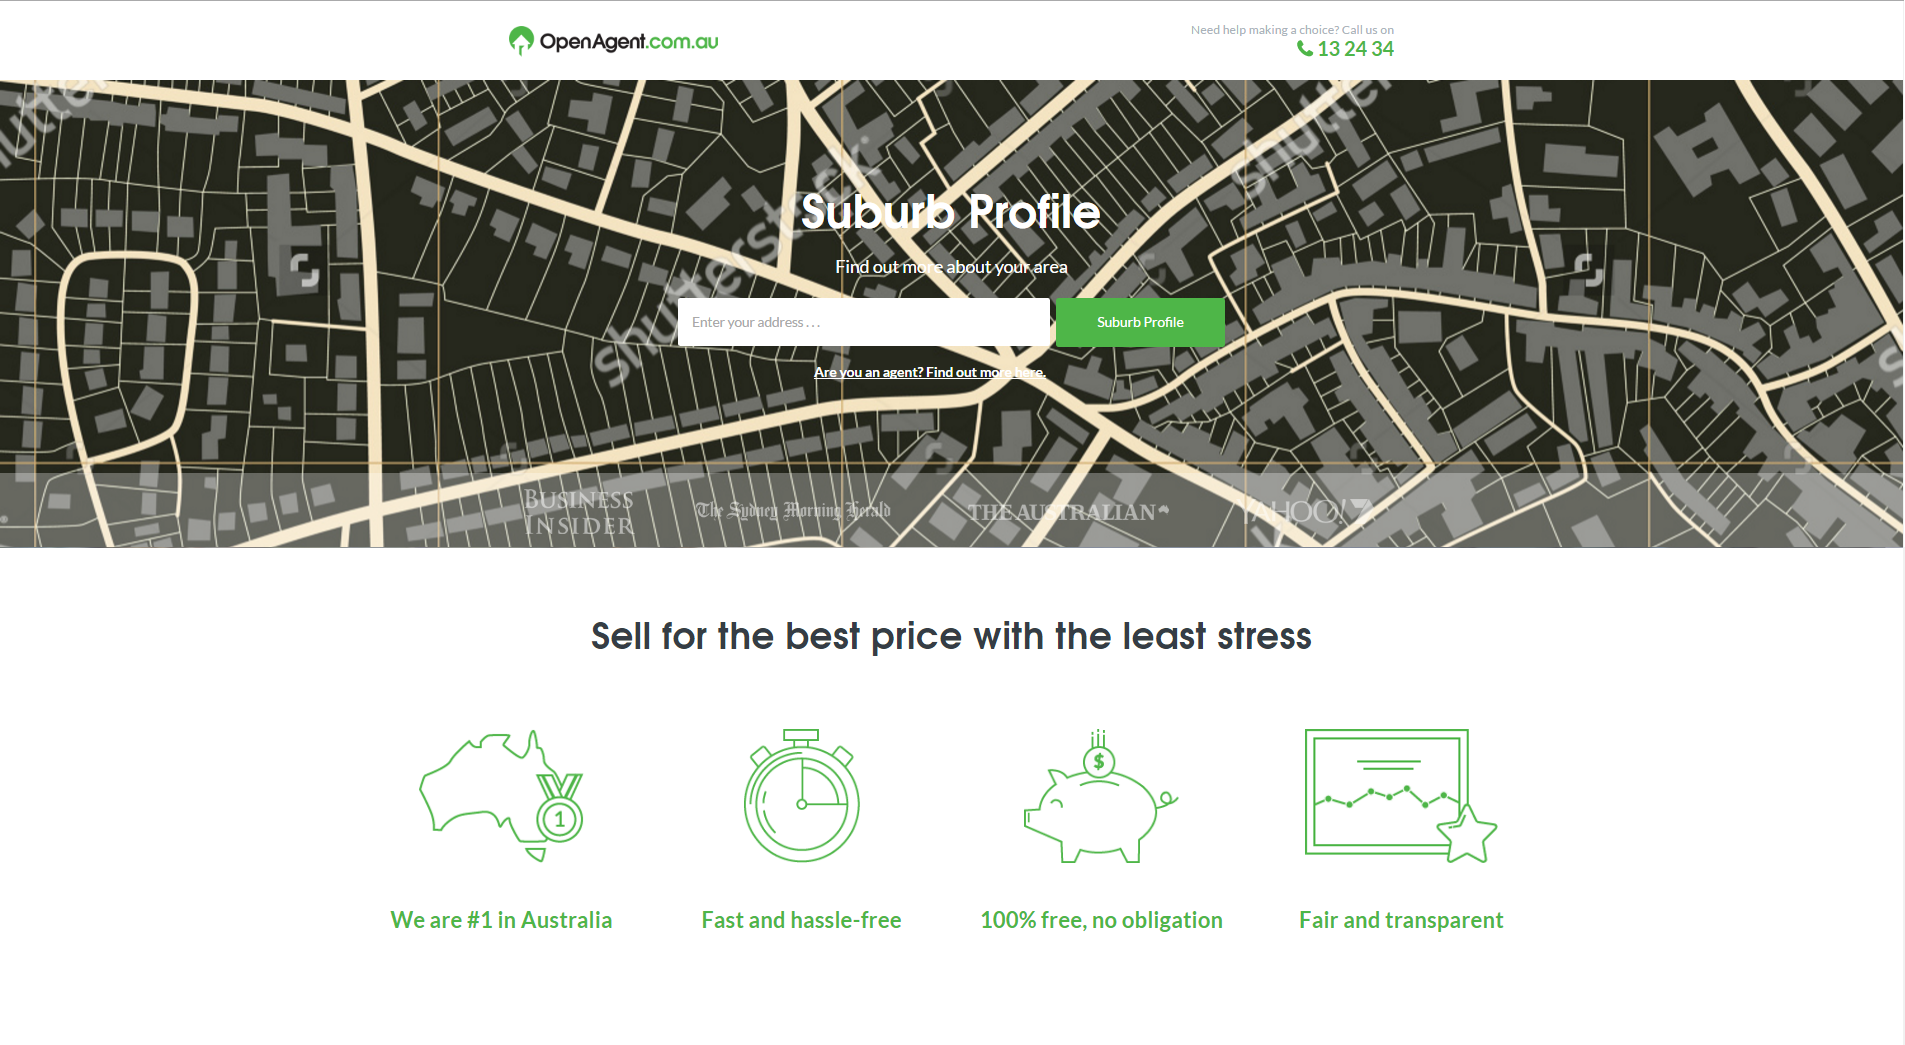 OpenAgent.com.au
Need help making a choice? Call us on
13 24 34
shutterstock
shutter
Suburb Profile
Find out more about your area
Enter your address . . .
Suburb Profile
Are you an agent? Find out more here.
BUSINESS
INSIDER
The Sydney Morning Herald
THE AUSTRALIAN
YAHOO!7
Sell for the best price with the least stress
1
$
We are #1 in Australia
Fast and hassle-free
100% free, no obligation
Fair and transparent